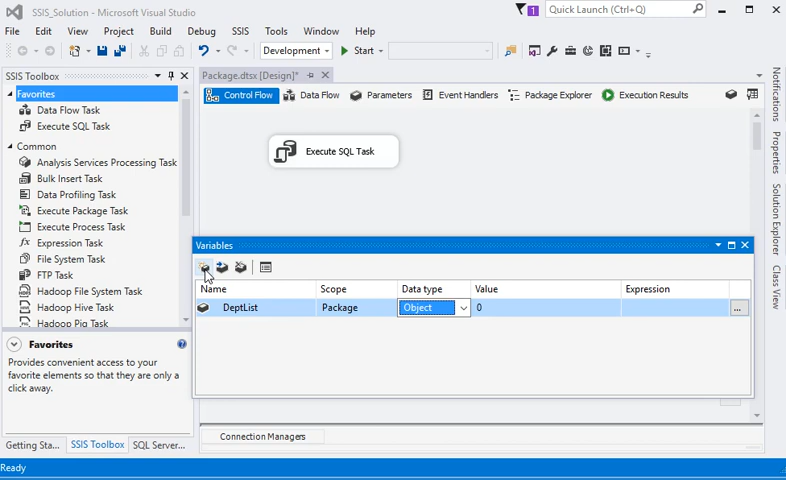 SSIS_Solution - Microsoft Visual Studio
1
Quick Launch (Ctrl+Q)
File Edit View Project Build Debug SSIS Tools Window Help
Development
Start
SSIS Toolbox
Package.dtsx [Design]*
Favorites
Data Flow Task
Execute SQL Task
Common
Analysis Services Processing Task
Bulk Insert Task
Data Profiling Task
Execute Package Task
Execute Process Task
Expression Task
File System Task
FTP Task
Hadoop File System Task
Hadoop Hive Task
Hadoop Pig Task
Control Flow
Data Flow
Parameters
Event Handlers
Package Explorer
Execution Results
Execute SQL Task
Variables
Name Scope Data type Value Expression
DeptList Package Object 0 ...
Favorites
Provides convenient access to your
favorite elements so that they are only a
click away.
Getting Sta... SSIS Toolbox SQL Server...
Connection Managers
Notifications
Properties
Solution Explorer
Class View
Ready